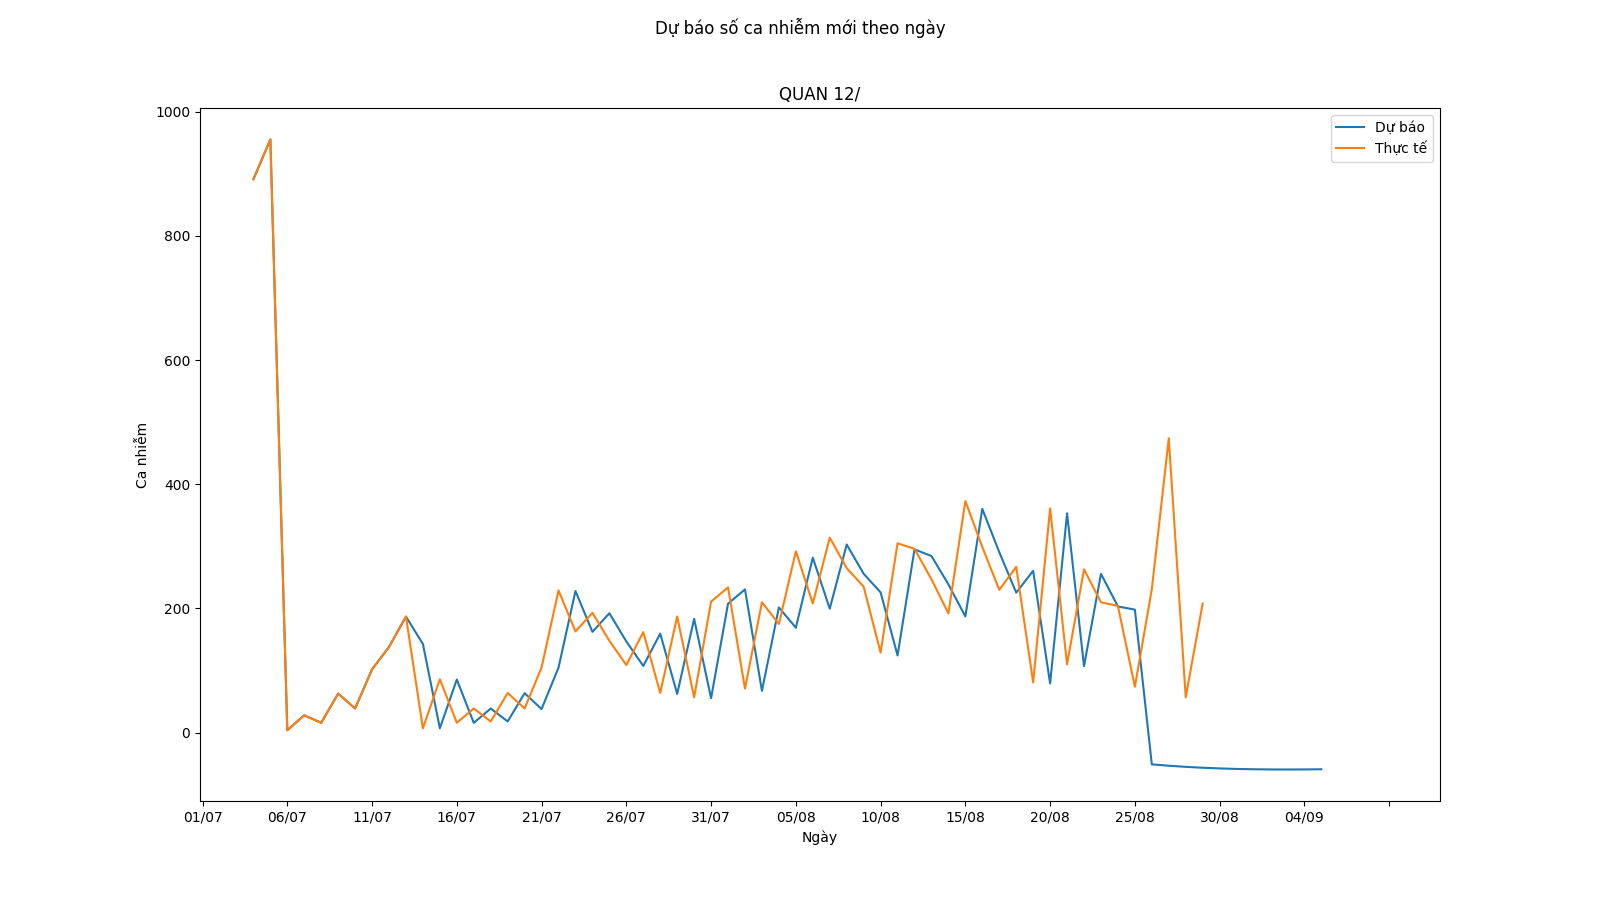 Dự báo số ca nhiễm mới theo ngày
QUAN 12/
Dự báo
Thực tế
Ca nhiễm
1000
800
600
400
200
0
01/07 06/07 11/07 16/07 21/07 26/07 31/07 05/08 10/08 15/08 20/08 25/08 30/08 04/09
Ngày